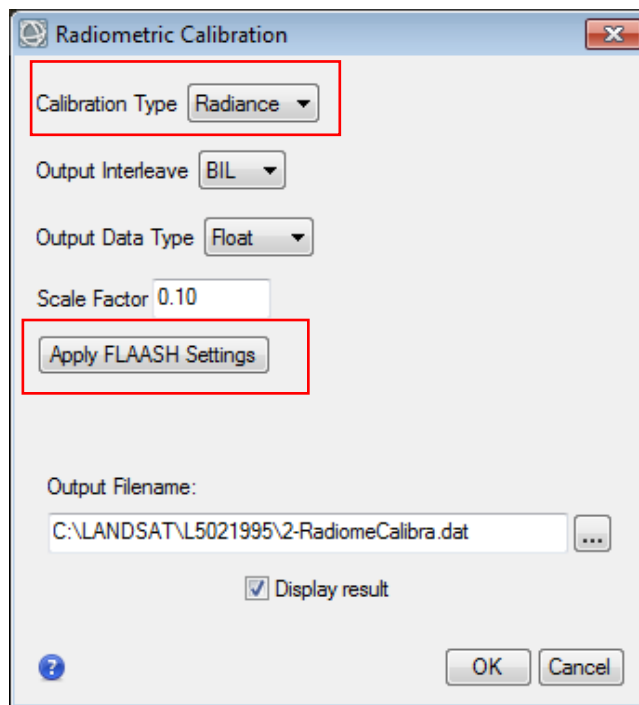 Radiometric Calibration
Calibration Type Radiance
Output Interleave BIL
Output Data Type Float
Scale Factor 0.10
Apply FLAASH Settings
Output Filename:
C:\LANDSAT\L5021995\2-RadiomeCalibra.dat ...
Display result
? OK Cancel